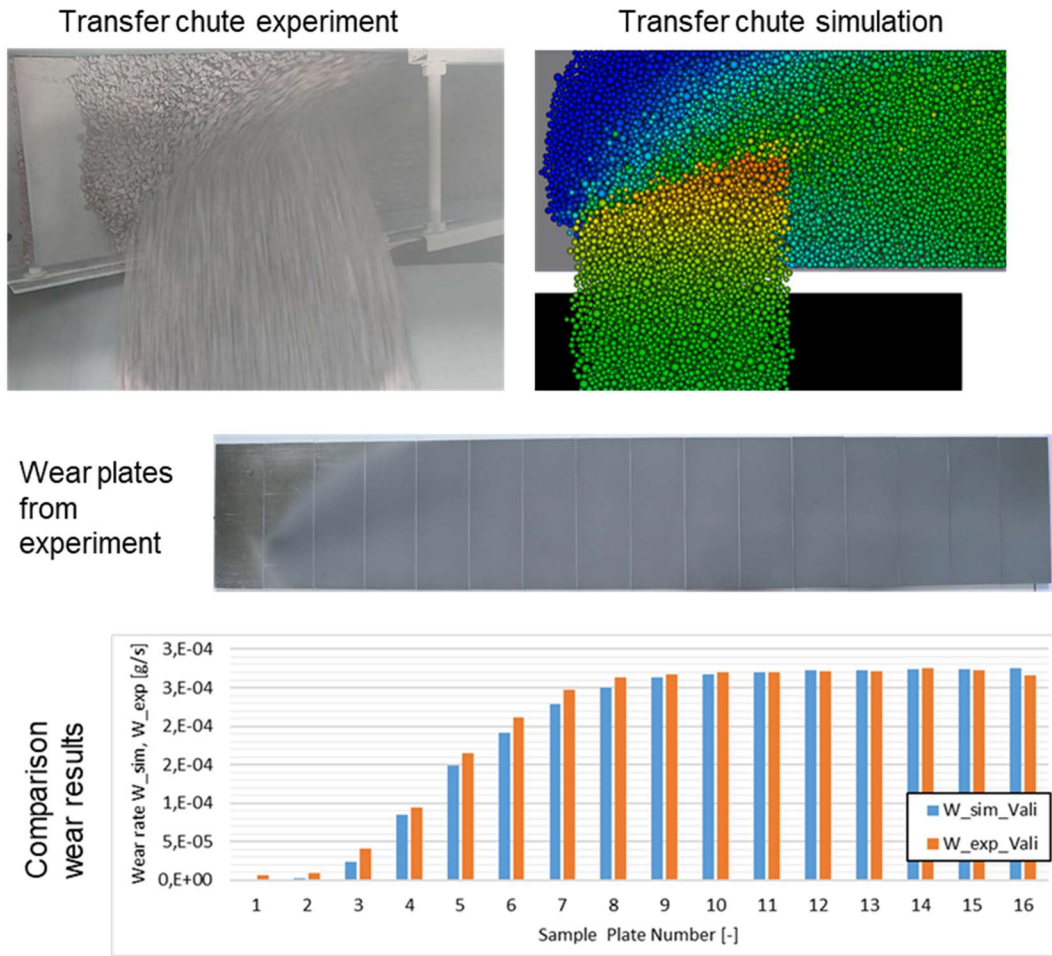 Transfer chute experiment
Transfer chute simulation
Wear plates
from
experiment
Comparison
wear results
Wear rate W_sim, W_exp [g/s]
3,E-04
3,E-04
2,E-04
2,E-04
1,E-04
5,E-05
0,E+00
W_sim_Vali
W_exp_Vali
1 2 3 4 5 6 7 8 9 10 11 12 13 14 15 16
Sample Plate Number [-]